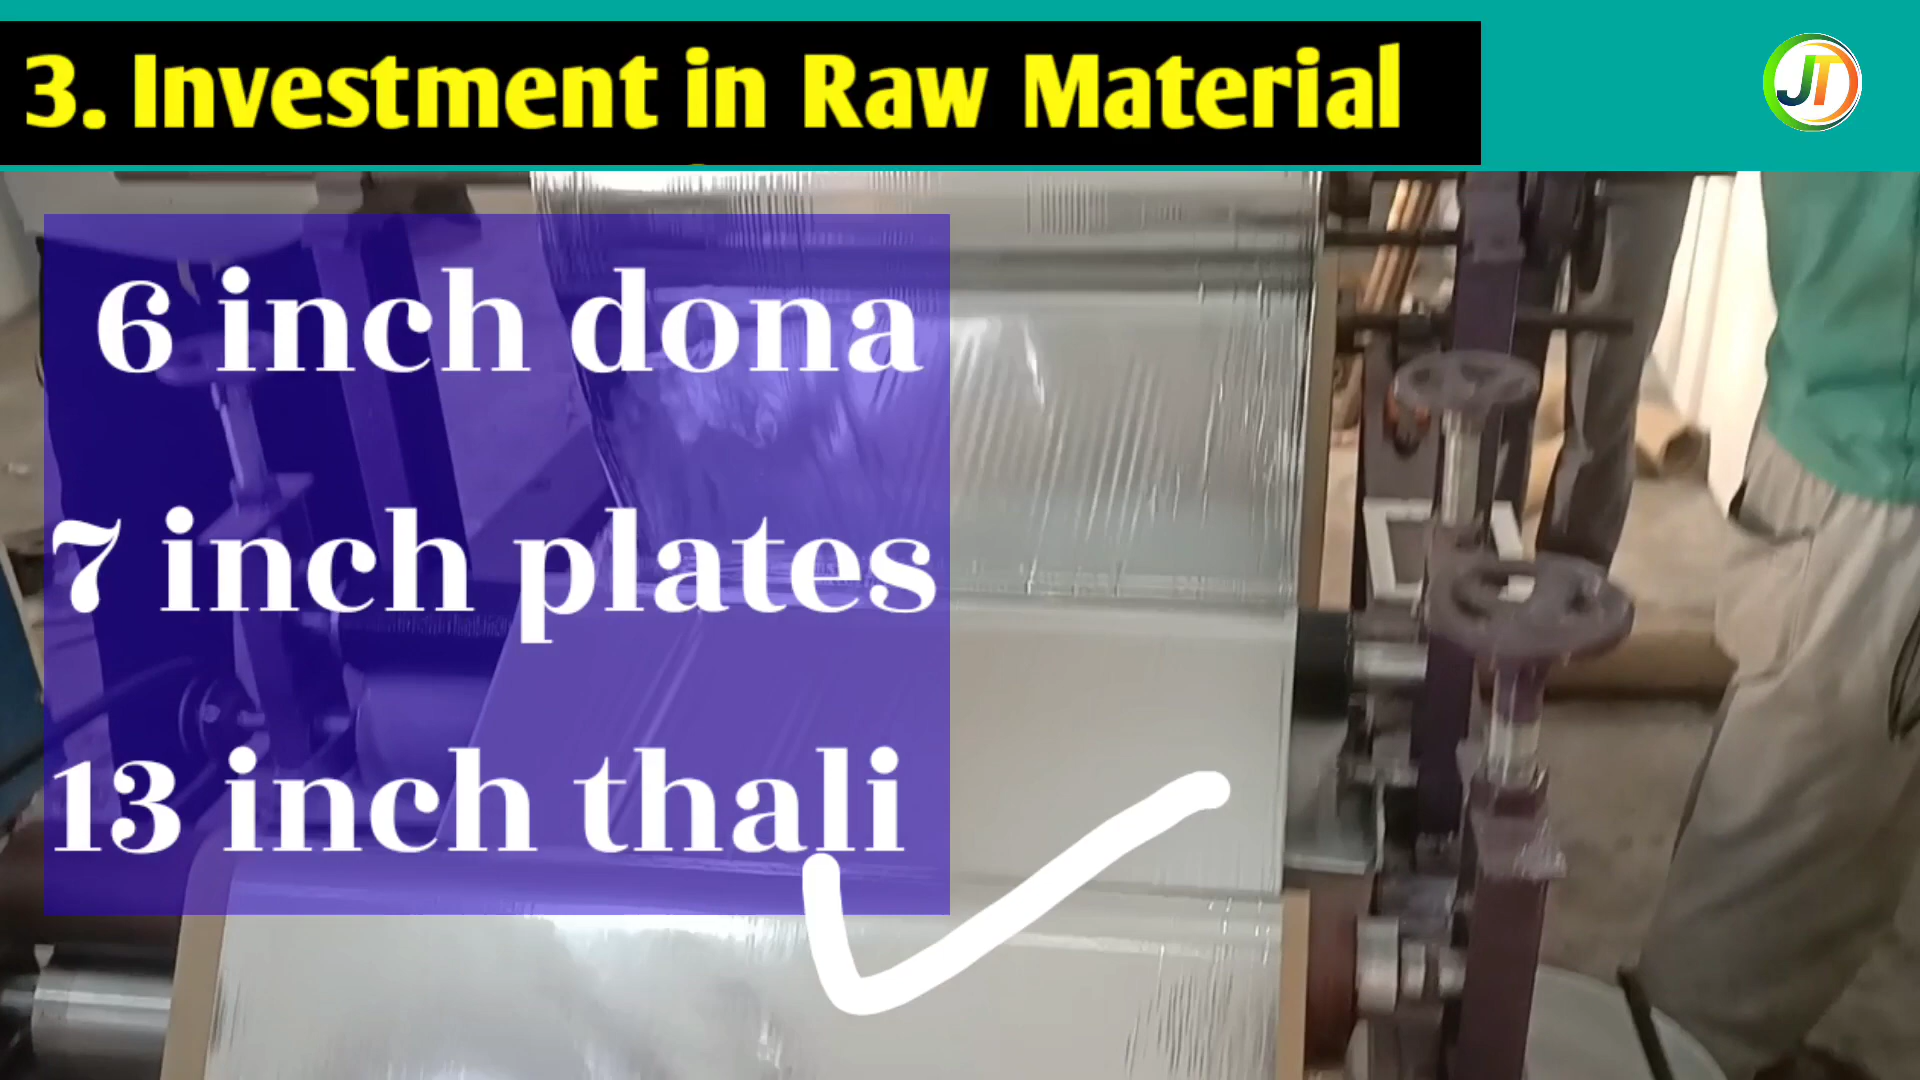 3. Investment in Raw Material
JT
6 inch dona
7 inch plates
13 inch thali